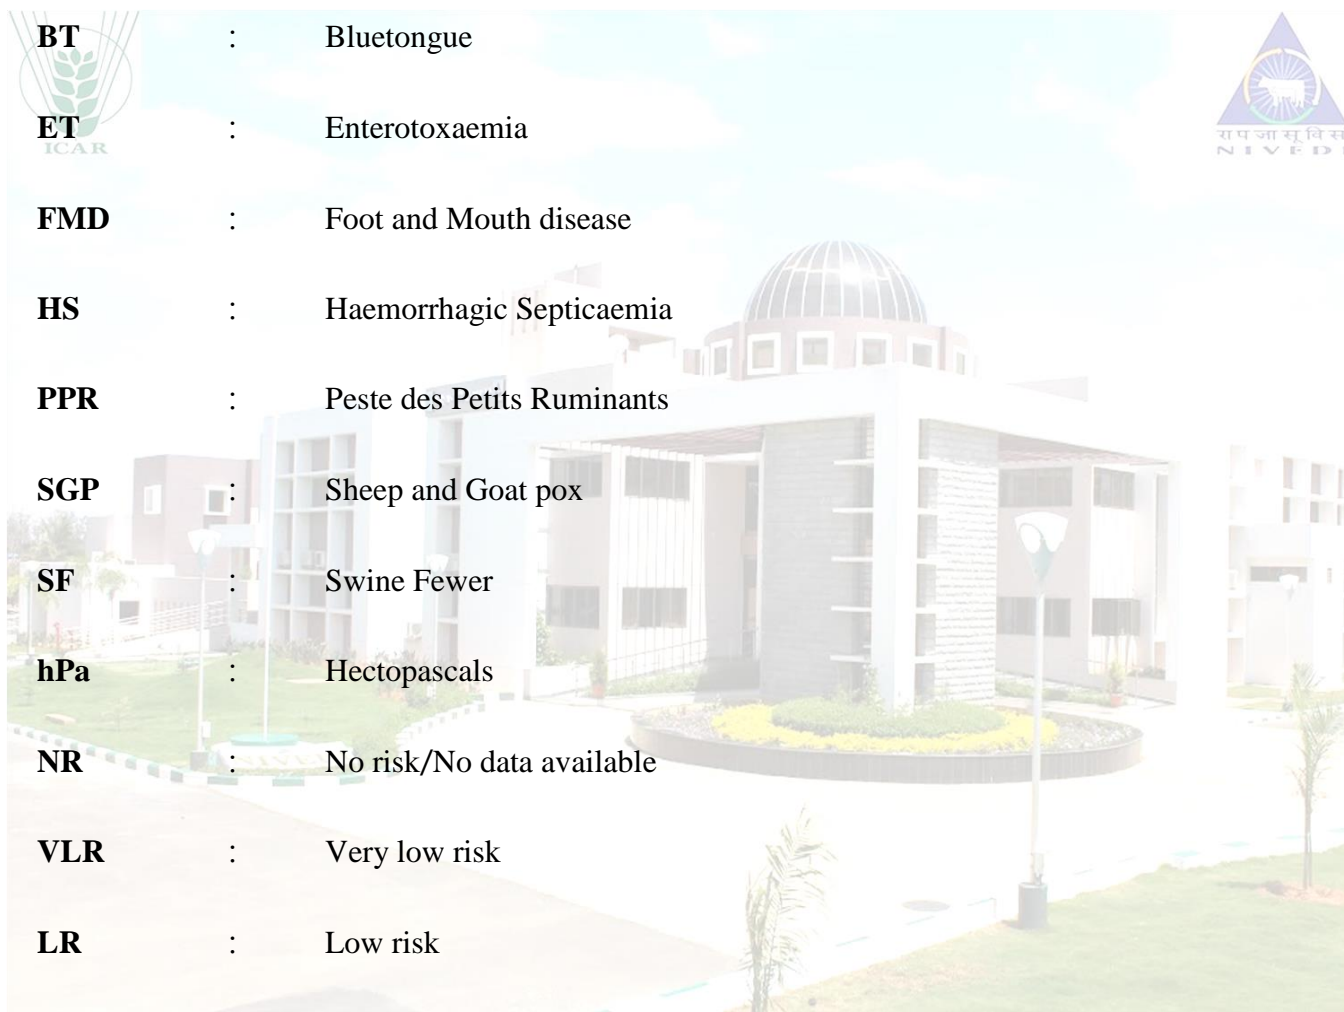 BT : Bluetongue
ET : Enterotoxaemia
ICAR
रापजासूविस
NIVEDI
FMD : Foot and Mouth disease
HS : Haemorrhagic Septicaemia
PPR : Peste des Petits Ruminants
SGP : Sheep and Goat pox
SF : Swine Fewer
hPa : Hectopascals
NR : No risk/No data available
VLR : Very low risk
LR : Low risk